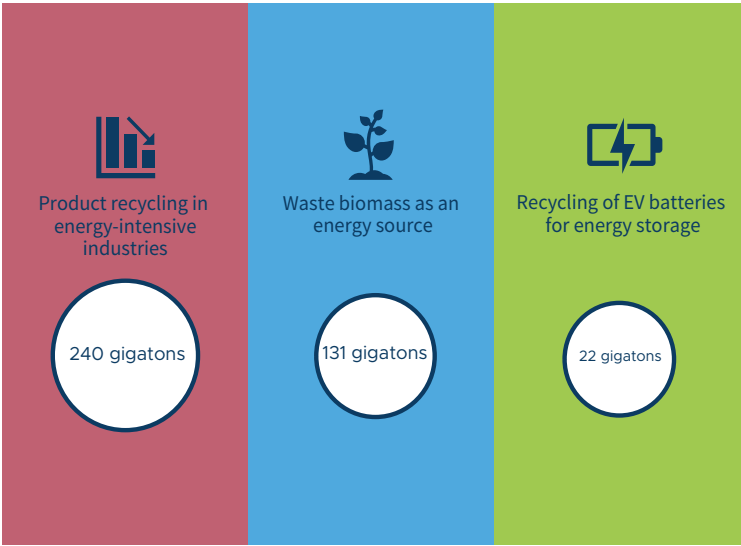 Product recycling in
energy-intensive
industries
240 gigatons
Waste biomass as an
energy source
131 gigatons
Recycling of EV batteries
for energy storage
22 gigatons